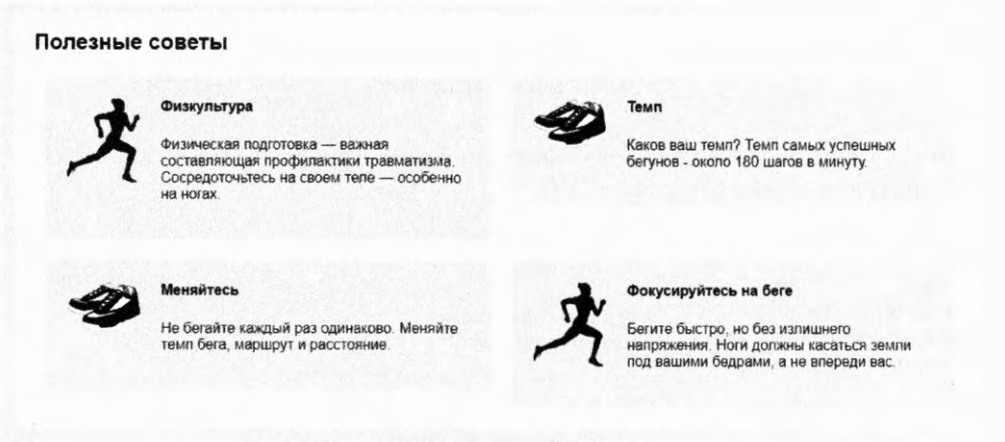 Полезные советы
Физкультура
Физическая подготовка — важная
составляющая профилактики травматизма.
Сосредоточьтесь на своем теле — особенно
на ногах.
Темп
Каков ваш темп? Темп самых успешных
бегунов - около 180 шагов в минуту.
Меняйтесь
Не бегайте каждый раз одинаково. Меняйте
темп бега, маршрут и расстояние.
Фокусируйтесь на беге
Бегите быстро, но без излишнего
напряжения. Ноги должны касаться земли
под вашими бедрами, а не впереди вас.